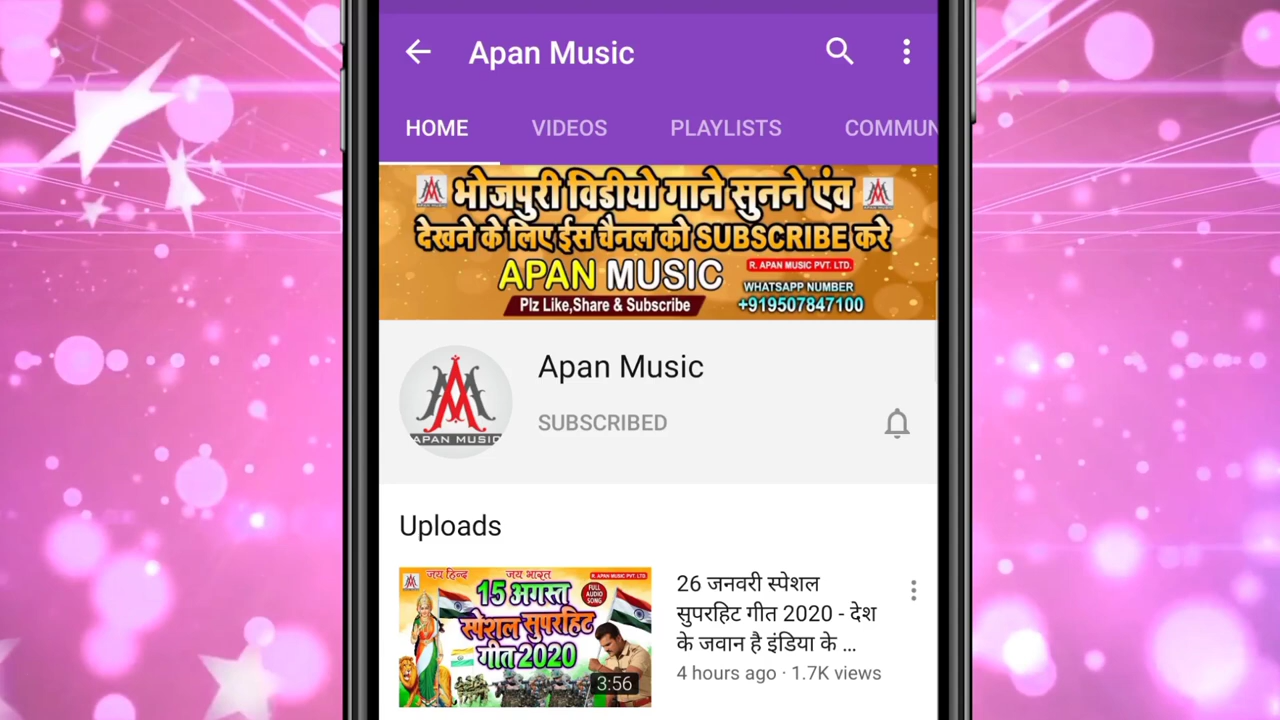 Apan Music
HOME VIDEOS PLAYLISTS COMMUN
भोजपुरी विडीयो गाने सुनने एंव
देखने के लिए ईस चैनल को SUBSCRIBE करे
APAN MUSIC
R. APAN MUSIC PVT. LTD.
WHATSAPP NUMBER
Plz Like,Share & Subscribe
+919507847100
Apan Music
SUBSCRIBED
APAN MUSIC
Uploads
जय हिन्द जय भारत
R. APAN MUSIC PVT. LTD
15 अगस्त
FULL
AUDIO
SONG
स्पेशल सुपरहिट
गीत 2020
3:56
26 जनवरी स्पेशल
सुपरहिट गीत 2020 - देश
के जवान है इंडिया के ...
4 hours ago · 1.7K views